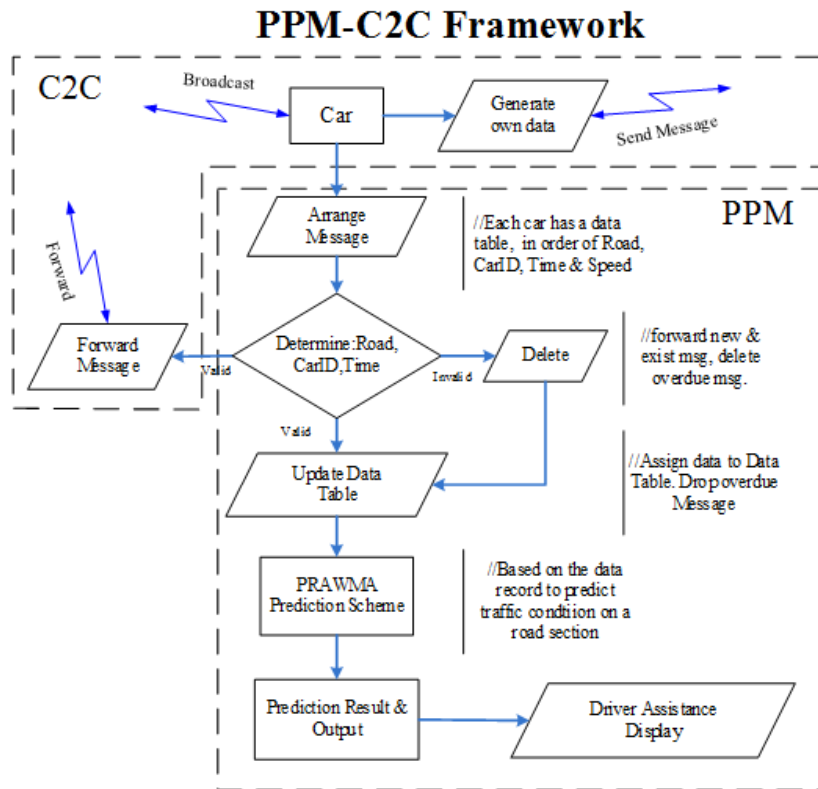 PPM-C2C Framework
C2C
Broadcast
Car
Generate
own data
Send Message
PPM
Arrange
Message
//Each car has a data
table, in order of Road,
CarID, Time & Speed
Forward
Forward
Message
Valid
Determine:Road,
CarID,Time
Invalid
Delete
//forward new &
exist msg, delete
overdue msg.
Valid
Update Data
Table
//Assign data to Data
Table. Drop overdue
Message
PRAWMA
Prediction Scheme
//Based on the data
record to predict
traffic condtiion on a
road section
Prediction Result &
Output
Driver Assistance
Display